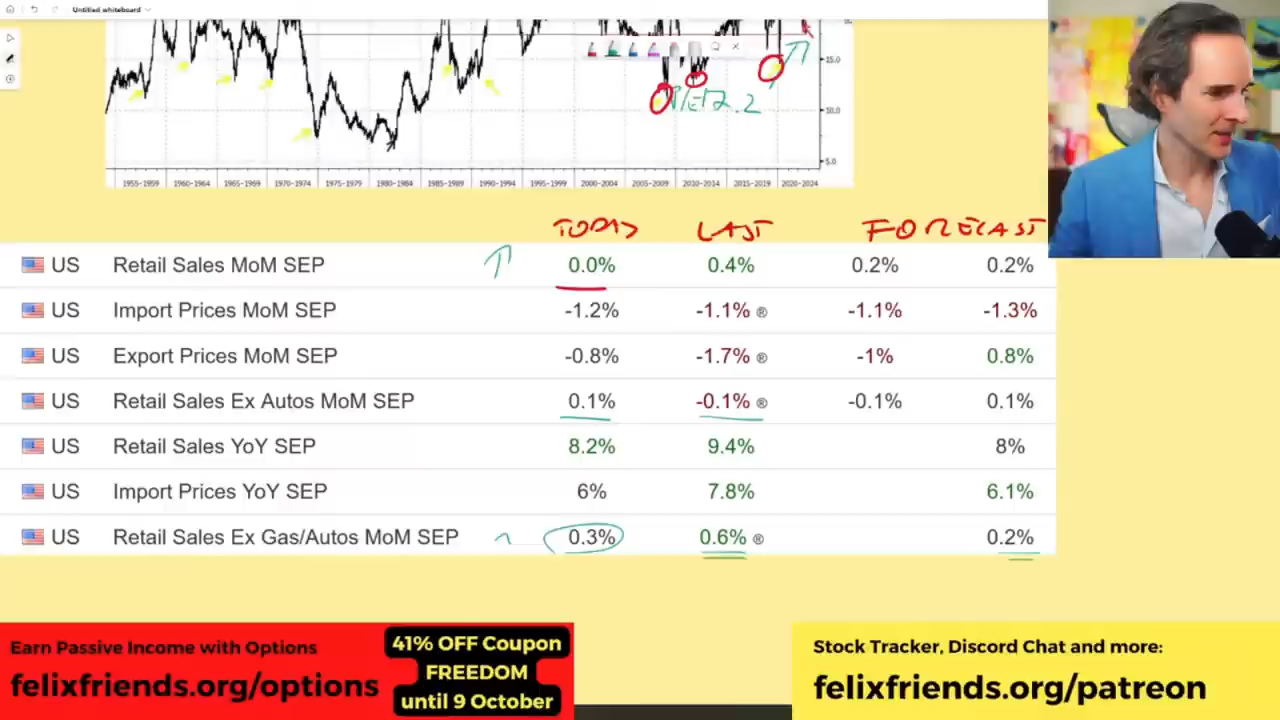 Untitled whiteboard
15.0
10.0
5.0
1955-1959 1960-1964 1965-1969 1970-1974 1975-1979 1980-1984 1985-1989 1990-1994 1995-1999 2000-2004 2005-2009 2010-2014 2015-2019 2020-2024
TODAY LAST FORECAST
US Retail Sales MoM SEP 0.0% 0.4% 0.2% 0.2%
US Import Prices MoM SEP -1.2% -1.1% ® -1.1% -1.3%
US Export Prices MoM SEP -0.8% -1.7% ® -1% 0.8%
US Retail Sales Ex Autos MoM SEP 0.1% -0.1% ® -0.1% 0.1%
US Retail Sales YoY SEP 8.2% 9.4% 8%
US Import Prices YoY SEP 6% 7.8% 6.1%
US Retail Sales Ex Gas/Autos MoM SEP 0.3% 0.6% ® 0.2%
Earn Passive Income with Options
felixfriends.org/options
41% OFF Coupon
FREEDOM
until 9 October
Stock Tracker, Discord Chat and more:
felixfriends.org/patreon